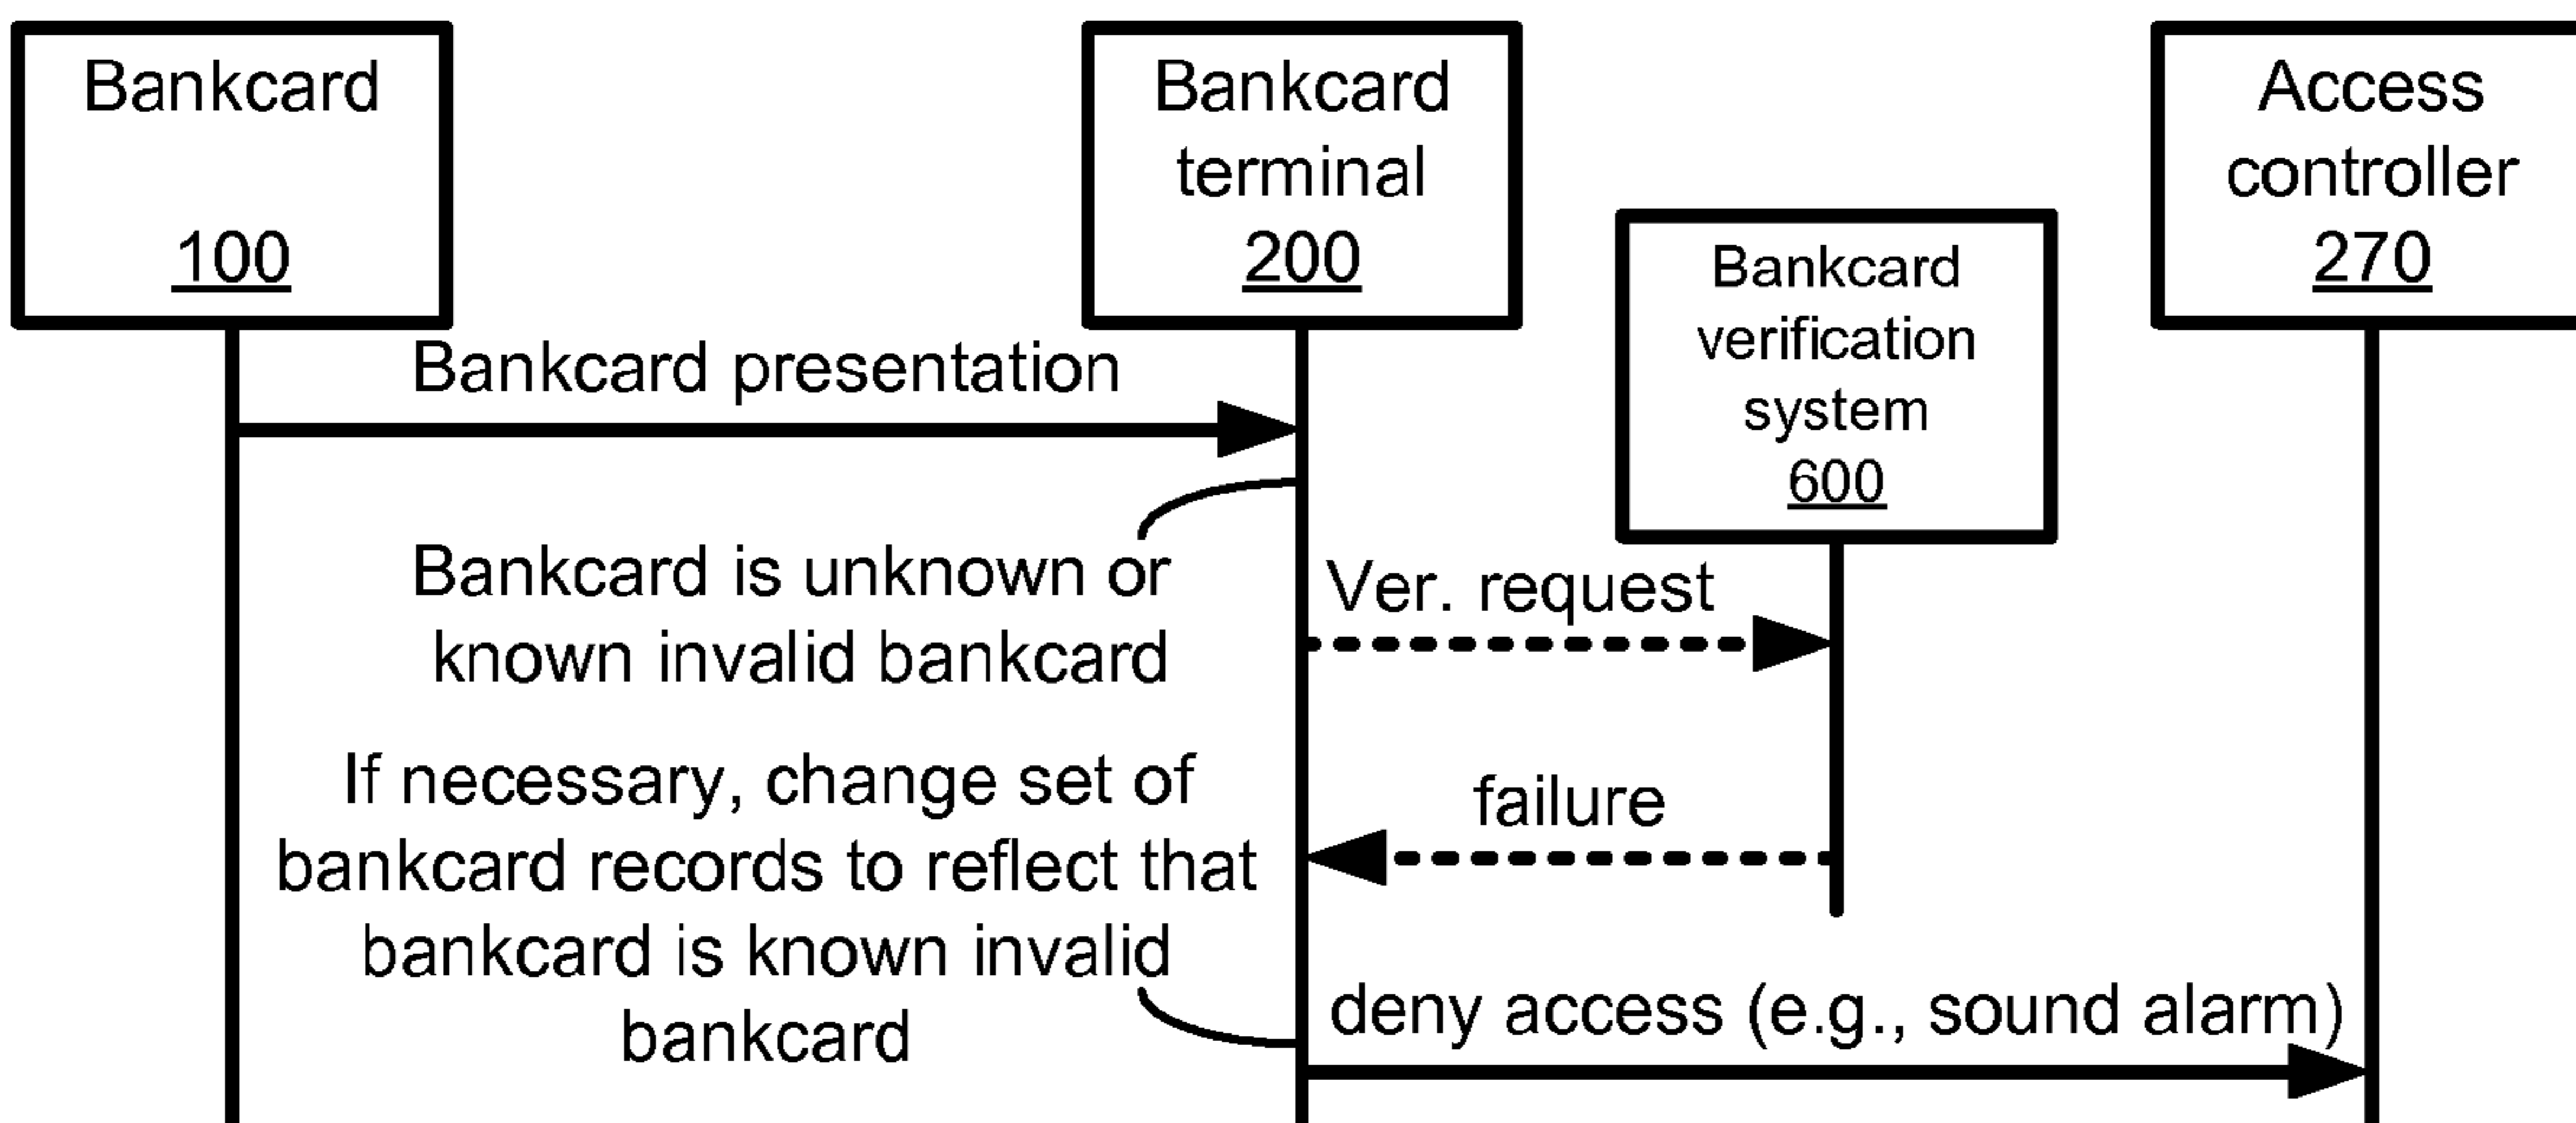 Bankcard
100
Bankcard
terminal
200
Bankcard
verification
system
600
Access
controller
270
Bankcard presentation
Bankcard is unknown or
known invalid bankcard
Ver. request
If necessary, change set of
bankcard records to reflect that
bankcard is known invalid
bankcard
failure
deny access (e.g., sound alarm)